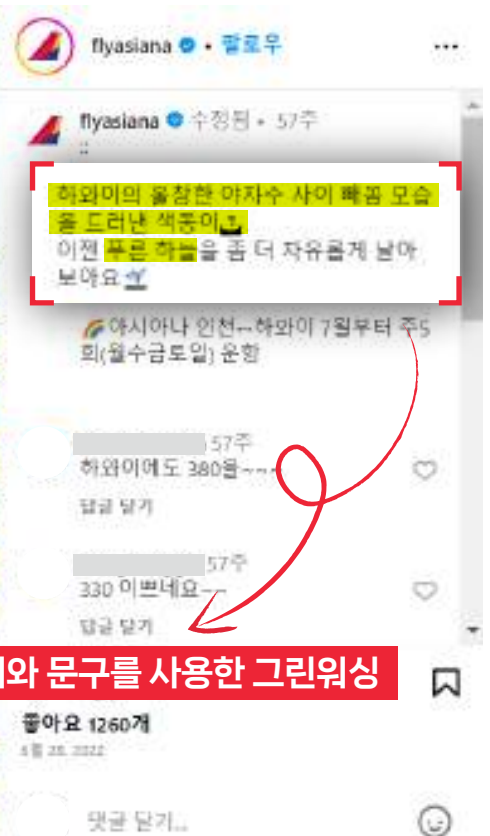 flyasiana • 팔로우
flyasiana 수정됨 • 57주
::
하와이의 울창한 야자수 사이 빼꼼 모습
을 드러낸 색동이
이젠 푸른 하늘을 좀 더 자유롭게 날아
보아요
아시아나 인천↔하와이 7월부터 주5
회(월수금토일) 운항
57주
하와이에도 380을~~~
답글 달기
57주
330 이쁘네요~~
답글 달기
와 문구를 사용한 그린워싱
좋아요 1260개
댓글 달기...